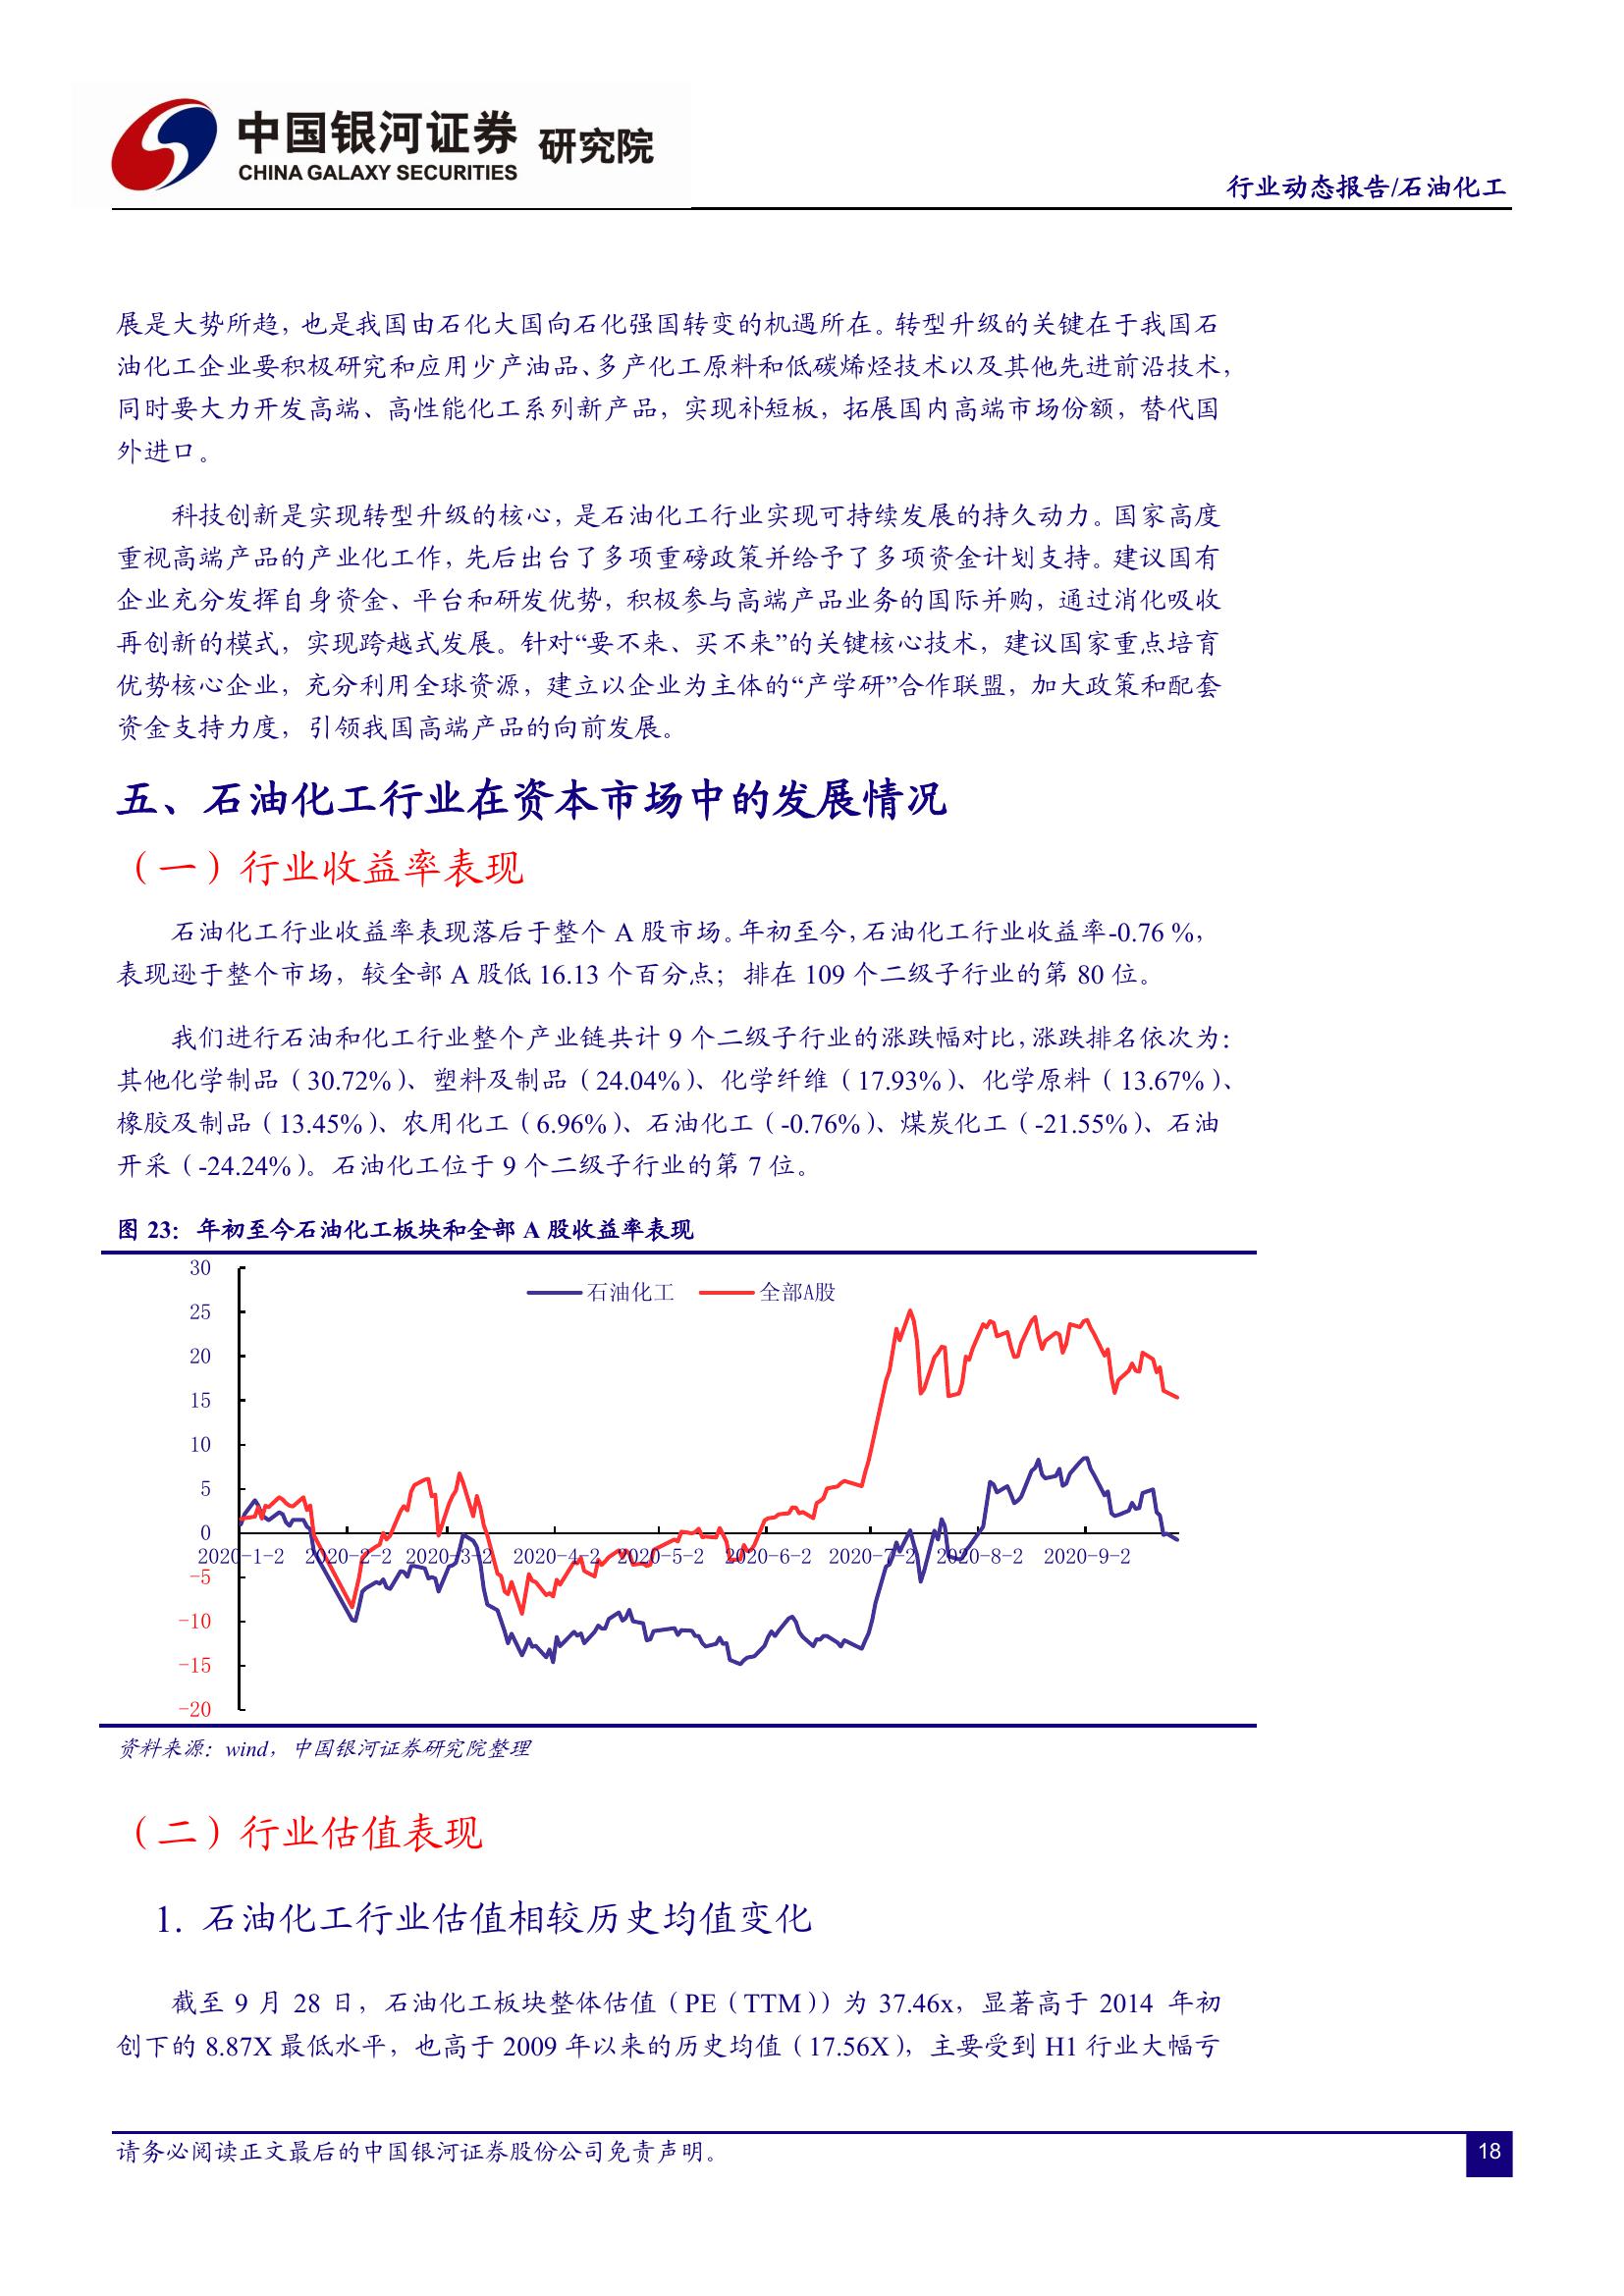 中国银河证券 研究院
CHINA GALAXY SECURITIES
行业动态报告/石油化工
展是大势所趋，也是我国由石化大国向石化强国转变的机遇所在。转型升级的关键在于我国石
油化工企业要积极研究和应用少产油品、多产化工原料和低碳烯烃技术以及其他先进前沿技术，
同时要大力开发高端、高性能化工系列新产品，实现补短板，拓展国内高端市场份额，替代国
外进口。
科技创新是实现转型升级的核心，是石油化工行业实现可持续发展的持久动力。国家高度
重视高端产品的产业化工作，先后出台了多项重磅政策并给予了多项资金计划支持。建议国有
企业充分发挥自身资金、平台和研发优势，积极参与高端产品业务的国际并购，通过消化吸收
再创新的模式，实现跨越式发展。针对“要不来、买不来”的关键核心技术，建议国家重点培育
优势核心企业，充分利用全球资源，建立以企业为主体的“产学研”合作联盟，加大政策和配套
资金支持力度，引领我国高端产品的向前发展。
五、石油化工行业在资本市场中的发展情况
（一）行业收益率表现
石油化工行业收益率表现落后于整个 A 股市场。年初至今，石油化工行业收益率-0.76 %，
表现逊于整个市场，较全部 A 股低 16.13 个百分点；排在 109 个二级子行业的第 80 位。
我们进行石油和化工行业整个产业链共计 9 个二级子行业的涨跌幅对比，涨跌排名依次为：
其他化学制品（30.72%）、塑料及制品（24.04%）、化学纤维（17.93%）、化学原料（13.67%）、
橡胶及制品（13.45%）、农用化工（6.96%）、石油化工（-0.76%）、煤炭化工（-21.55%）、石油
开采（-24.24%）。石油化工位于 9 个二级子行业的第 7 位。
图 23：年初至今石油化工板块和全部 A 股收益率表现
石油化工 全部A股
30
25
20
15
10
5
0
2020-1-2 2020-2-2 2020-3-2 2020-4-2 2020-5-2 2020-6-2 2020-7-2 2020-8-2 2020-9-2
-5
-10
-15
-20
资料来源：wind，中国银河证券研究院整理
（二）行业估值表现
1. 石油化工行业估值相较历史均值变化
截至 9 月 28 日，石油化工板块整体估值（PE（TTM））为 37.46x，显著高于 2014 年初
创下的 8.87X 最低水平，也高于 2009 年以来的历史均值（17.56X），主要受到 H1 行业大幅亏
请务必阅读正文最后的中国银河证券股份公司免责声明。
18